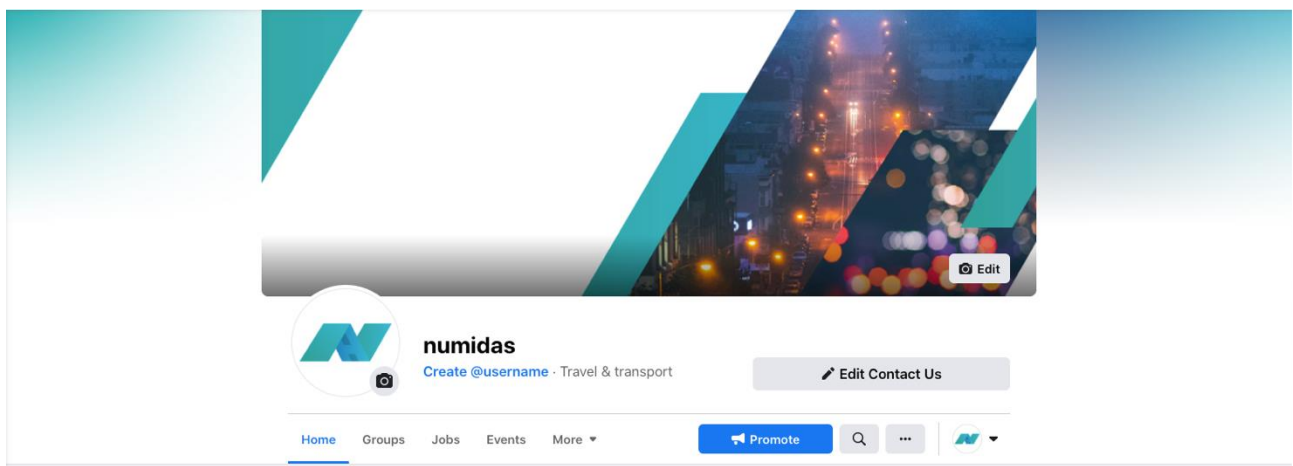 Edit
numidas
Create @username · Travel & transport
Edit Contact Us
Home Groups Jobs Events More
Promote